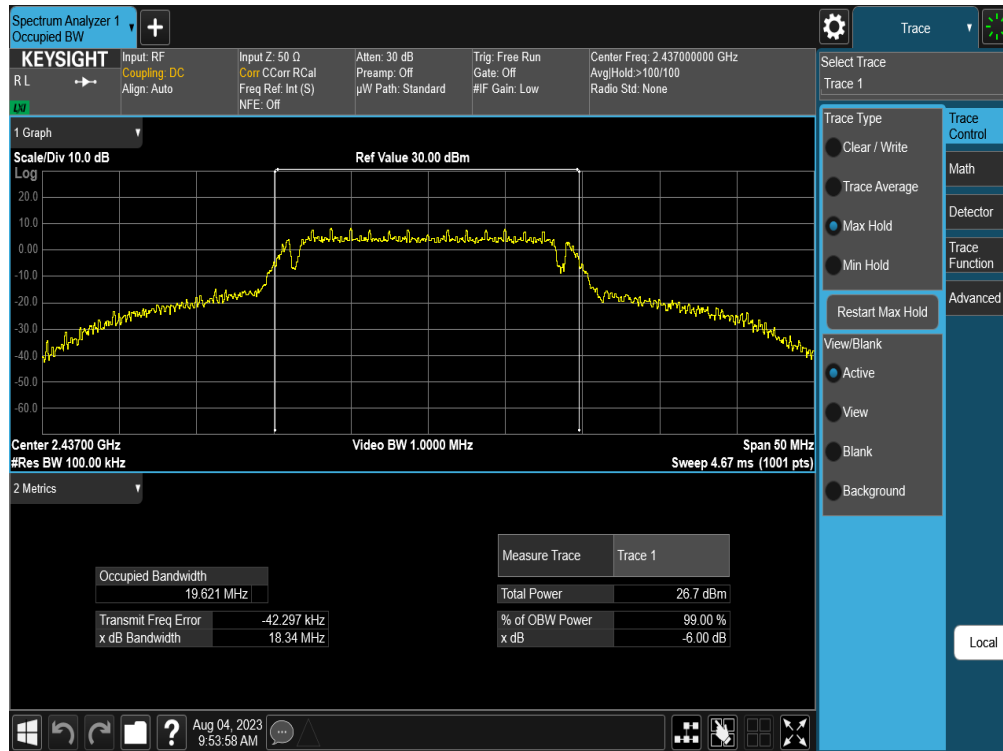 Spectrum Analyzer 1
Occupied BW
Trace
KEYSIGHT
R L
LXI
Input: RF
Coupling: DC
Align: Auto
Input Z: 50 Ω
Corr CCorr RCal
Freq Ref: Int (S)
NFE: Off
Atten: 30 dB
Preamp: Off
µW Path: Standard
Trig: Free Run
Gate: Off
#IF Gain: Low
Center Freq: 2.437000000 GHz
Avg|Hold:>100/100
Radio Std: None
Select Trace
Trace 1
1 Graph
Scale/Div 10.0 dB
Ref Value 30.00 dBm
Log
20.0
10.0
0.00
-10.0
-20.0
-30.0
-40.0
-50.0
-60.0
Center 2.43700 GHz
#Res BW 100.00 kHz
Video BW 1.0000 MHz
Span 50 MHz
Sweep 4.67 ms (1001 pts)
Trace Type
Clear / Write
Trace Average
Max Hold
Min Hold
Restart Max Hold
View/Blank
Active
View
Blank
Background
Trace
Control
Math
Detector
Trace
Function
Advanced
Local
2 Metrics
Occupied Bandwidth
19.621 MHz
Transmit Freq Error -42.297 kHz
x dB Bandwidth 18.34 MHz
Measure Trace Trace 1
Total Power 26.7 dBm
% of OBW Power 99.00 %
x dB -6.00 dB
?
Aug 04, 2023
9:53:58 AM